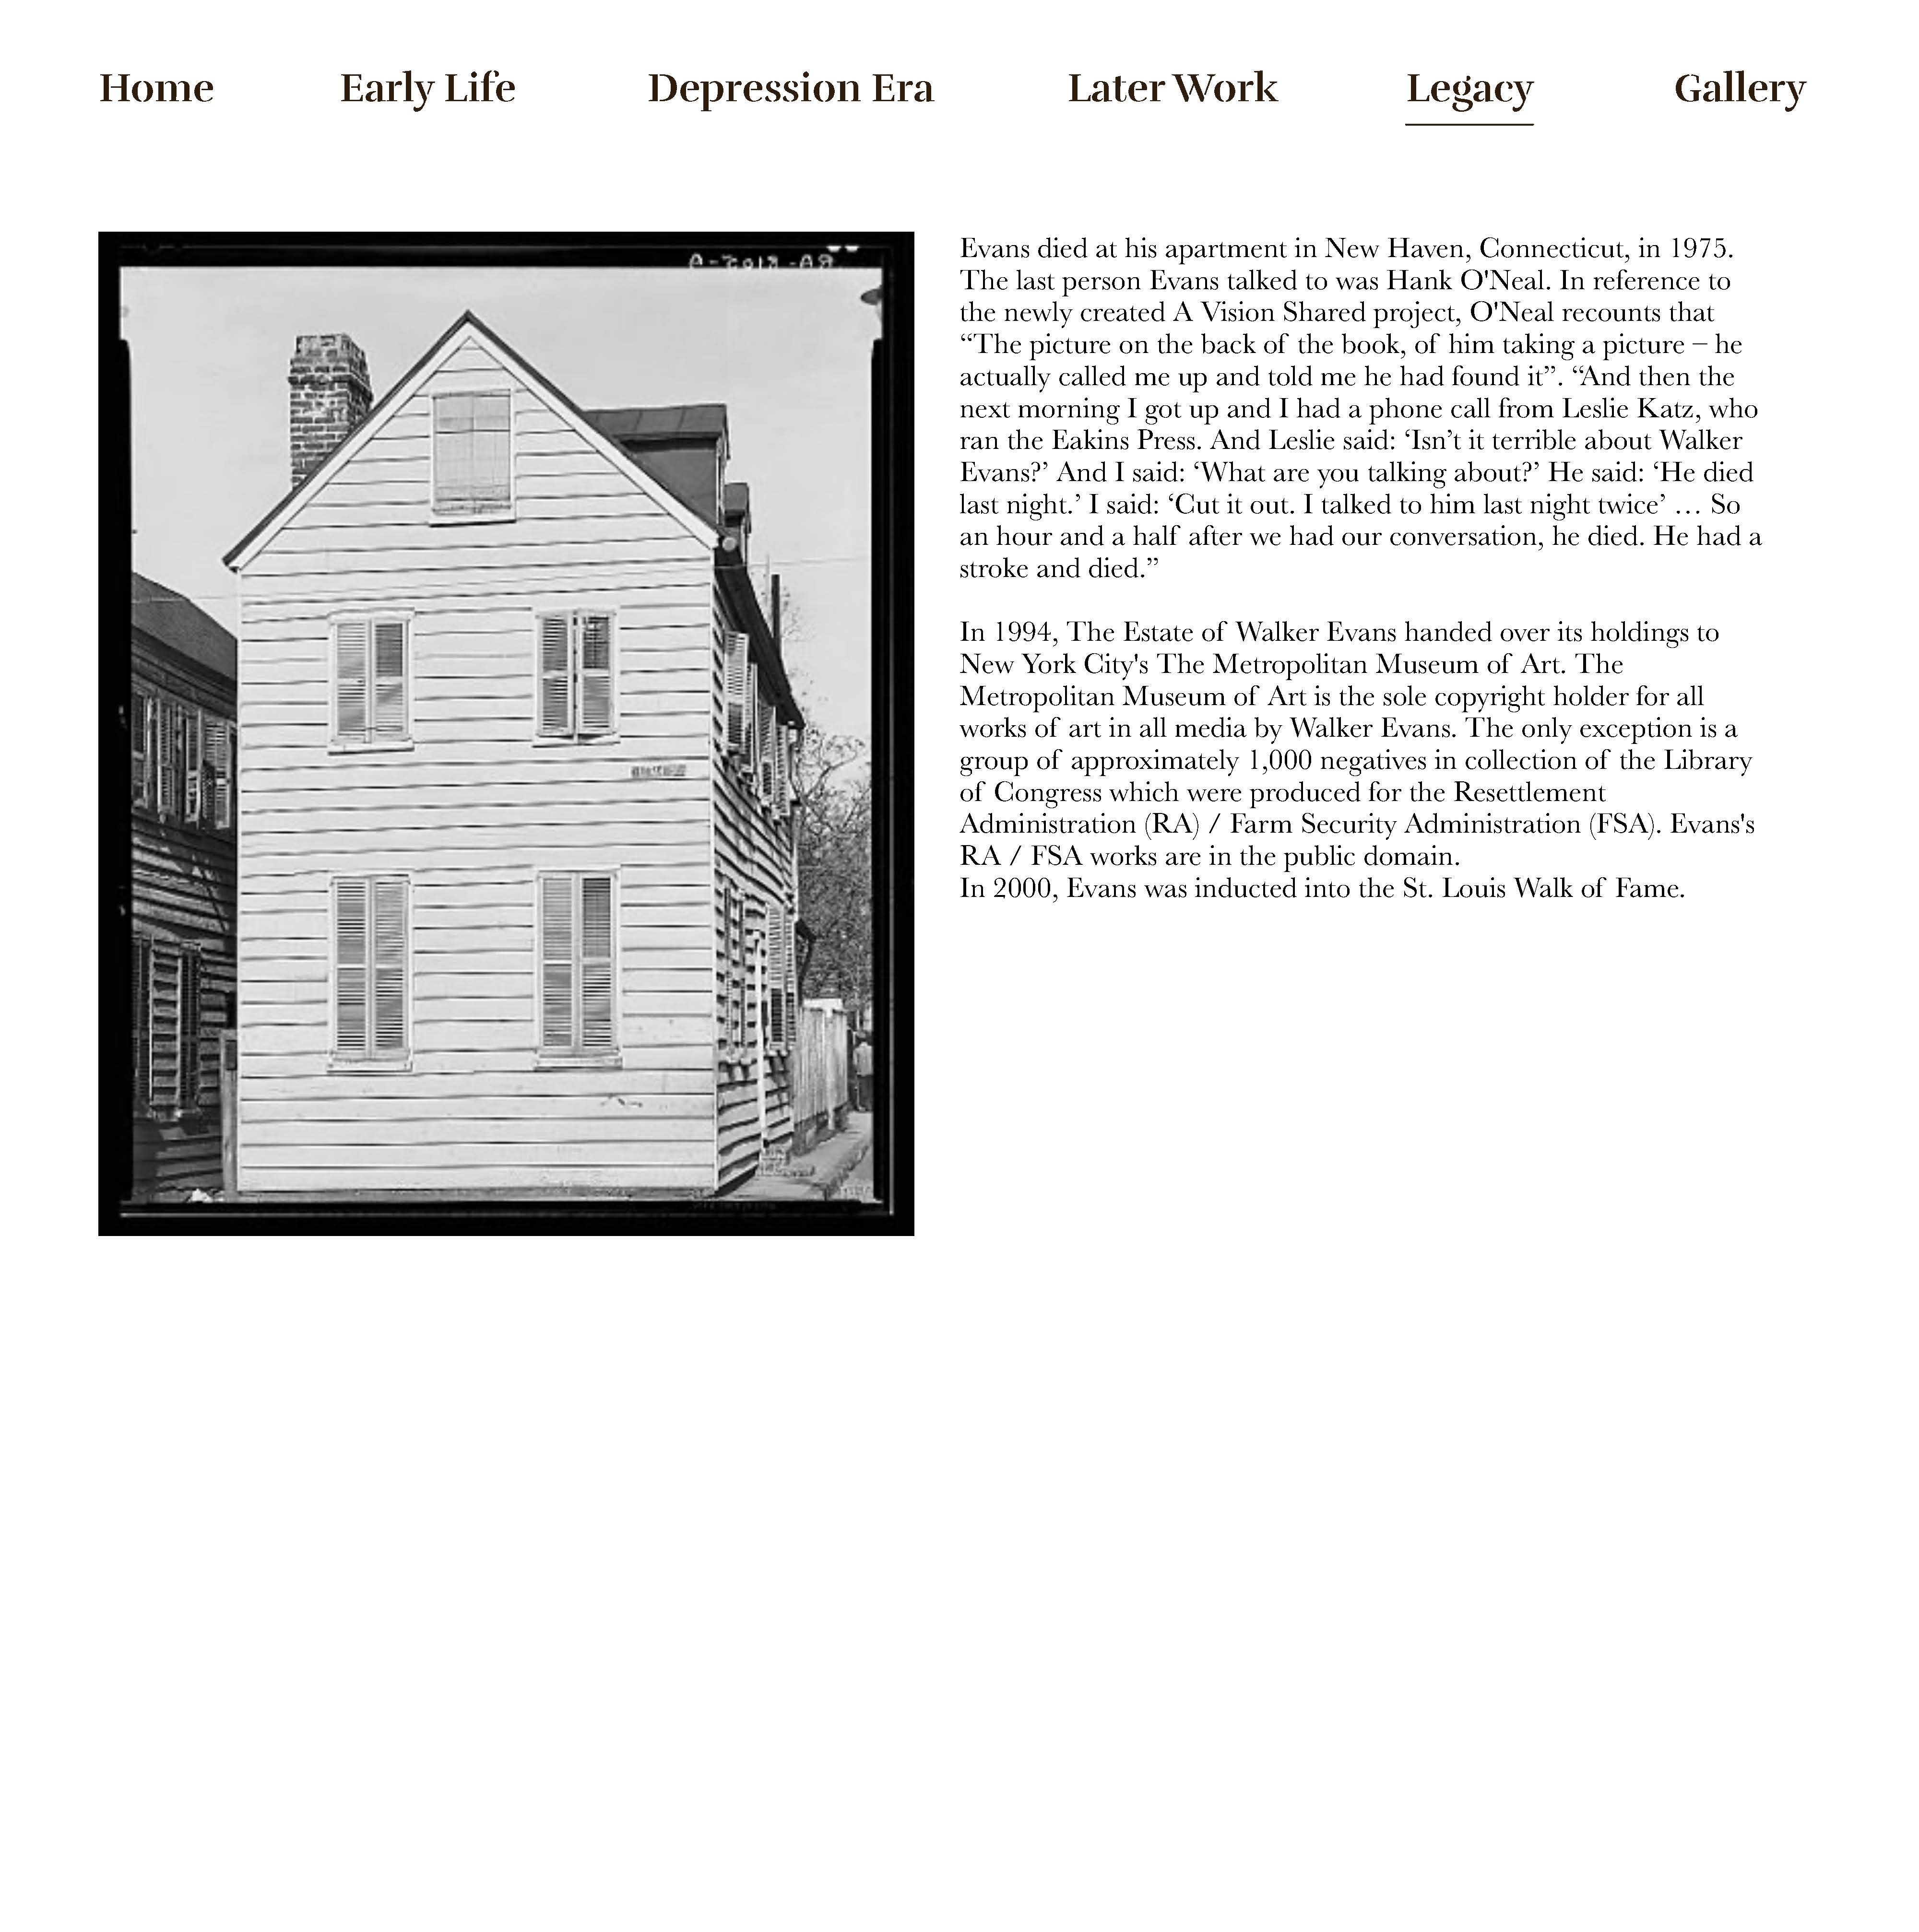 Home Early Life Depression Era Later Work Legacy Gallery
Evans died at his apartment in New Haven, Connecticut, in 1975.
The last person Evans talked to was Hank O'Neal. In reference to
the newly created A Vision Shared project, O'Neal recounts that
“The picture on the back of the book, of him taking a picture – he
actually called me up and told me he had found it”. “And then the
next morning I got up and I had a phone call from Leslie Katz, who
ran the Eakins Press. And Leslie said: ‘Isn’t it terrible about Walker
Evans?’ And I said: ‘What are you talking about?’ He said: ‘He died
last night.’ I said: ‘Cut it out. I talked to him last night twice’ … So
an hour and a half after we had our conversation, he died. He had a
stroke and died.”
In 1994, The Estate of Walker Evans handed over its holdings to
New York City's The Metropolitan Museum of Art. The
Metropolitan Museum of Art is the sole copyright holder for all
works of art in all media by Walker Evans. The only exception is a
group of approximately 1,000 negatives in collection of the Library
of Congress which were produced for the Resettlement
Administration (RA) / Farm Security Administration (FSA). Evans's
RA / FSA works are in the public domain.
In 2000, Evans was inducted into the St. Louis Walk of Fame.